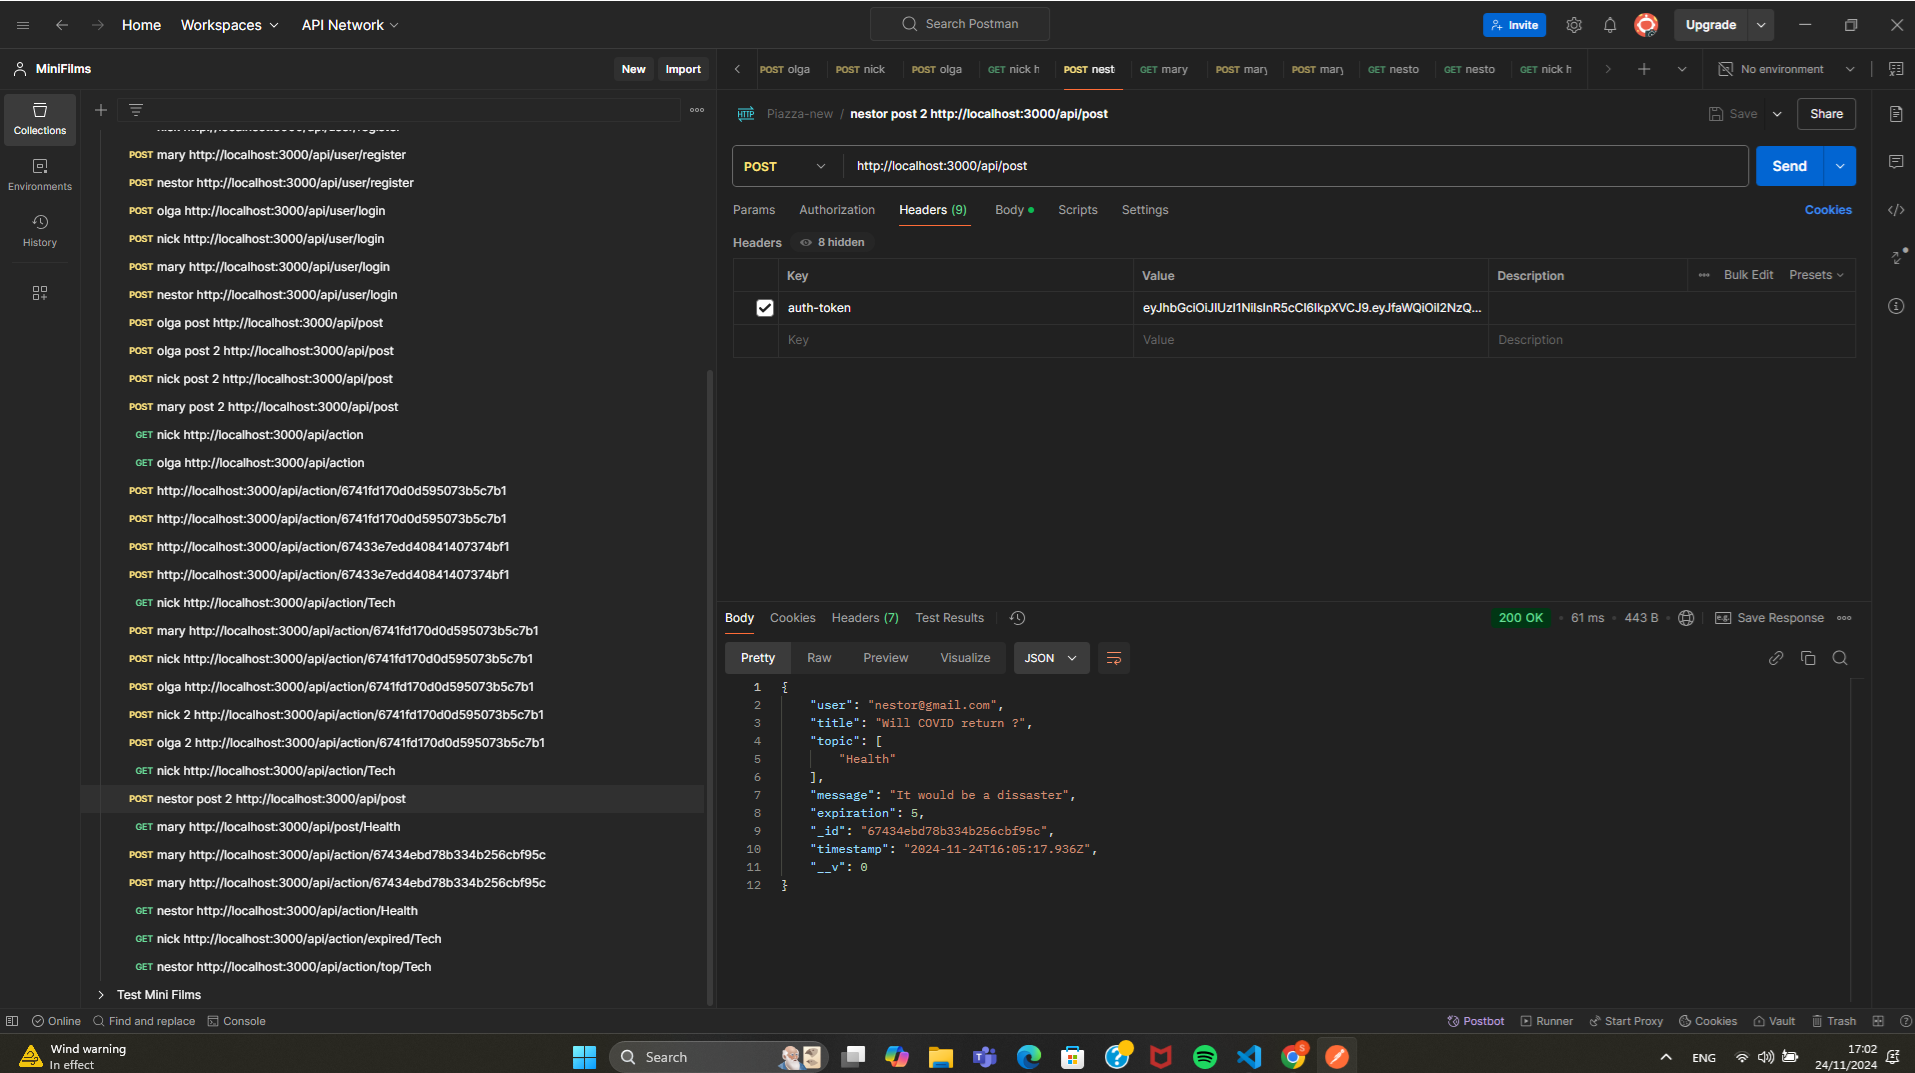 Home
Workspaces
API Network
Search Postman
Invite
Upgrade
MiniFilms
New
Import
POST olga
POST nick
POST olga
GET nick h
POST nest
GET mary
POST mary
POST mary
GET nesto
GET nesto
GET nick h
No environment
Collections
Environments
History
nick http://localhost:3000/api/user/register
POST mary http://localhost:3000/api/user/register
POST nestor http://localhost:3000/api/user/register
POST olga http://localhost:3000/api/user/login
POST nick http://localhost:3000/api/user/login
POST mary http://localhost:3000/api/user/login
POST nestor http://localhost:3000/api/user/login
POST olga post http://localhost:3000/api/post
POST olga post 2 http://localhost:3000/api/post
POST nick post 2 http://localhost:3000/api/post
POST mary post 2 http://localhost:3000/api/post
GET nick http://localhost:3000/api/action
GET olga http://localhost:3000/api/action
POST http://localhost:3000/api/action/6741fd170d0d595073b5c7b1
POST http://localhost:3000/api/action/6741fd170d0d595073b5c7b1
POST http://localhost:3000/api/action/67433e7edd40841407374bf1
POST http://localhost:3000/api/action/67433e7edd40841407374bf1
GET nick http://localhost:3000/api/action/Tech
POST mary http://localhost:3000/api/action/6741fd170d0d595073b5c7b1
POST nick http://localhost:3000/api/action/6741fd170d0d595073b5c7b1
POST olga http://localhost:3000/api/action/6741fd170d0d595073b5c7b1
POST nick 2 http://localhost:3000/api/action/6741fd170d0d595073b5c7b1
POST olga 2 http://localhost:3000/api/action/6741fd170d0d595073b5c7b1
GET nick http://localhost:3000/api/action/Tech
POST nestor post 2 http://localhost:3000/api/post
GET mary http://localhost:3000/api/post/Health
POST mary http://localhost:3000/api/action/67434ebd78b334b256cbf95c
POST mary http://localhost:3000/api/action/67434ebd78b334b256cbf95c
GET nestor http://localhost:3000/api/action/Health
GET nick http://localhost:3000/api/action/expired/Tech
GET nestor http://localhost:3000/api/action/top/Tech
Test Mini Films
HTTP Piazza-new / nestor post 2 http://localhost:3000/api/post
Save
Share
POST http://localhost:3000/api/post
Send
Params Authorization Headers (9) Body Scripts Settings
Cookies
Headers 8 hidden
Key Value Description Bulk Edit Presets
auth-token eyJhbGciOiJIUzI1NiIsInR5cCI6IkpXVCJ9.eyJfaWQiOiI2NzQ...
Key Value Description
Body Cookies Headers (7) Test Results
200 OK 61 ms 443 B e.g. Save Response
Pretty Raw Preview Visualize JSON
1 {
2 "user": "nestor@gmail.com",
3 "title": "Will COVID return ?",
4 "topic": [
5 "Health"
6 ],
7 "message": "It would be a dissaster",
8 "expiration": 5,
9 "_id": "67434ebd78b334b256cbf95c",
10 "timestamp": "2024-11-24T16:05:17.936Z",
11 "__v": 0
12 }
Online Find and replace Console
Postbot Runner Start Proxy Cookies Vault Trash
Wind warning
In effect
Search
S
ENG
17:02
24/11/2024